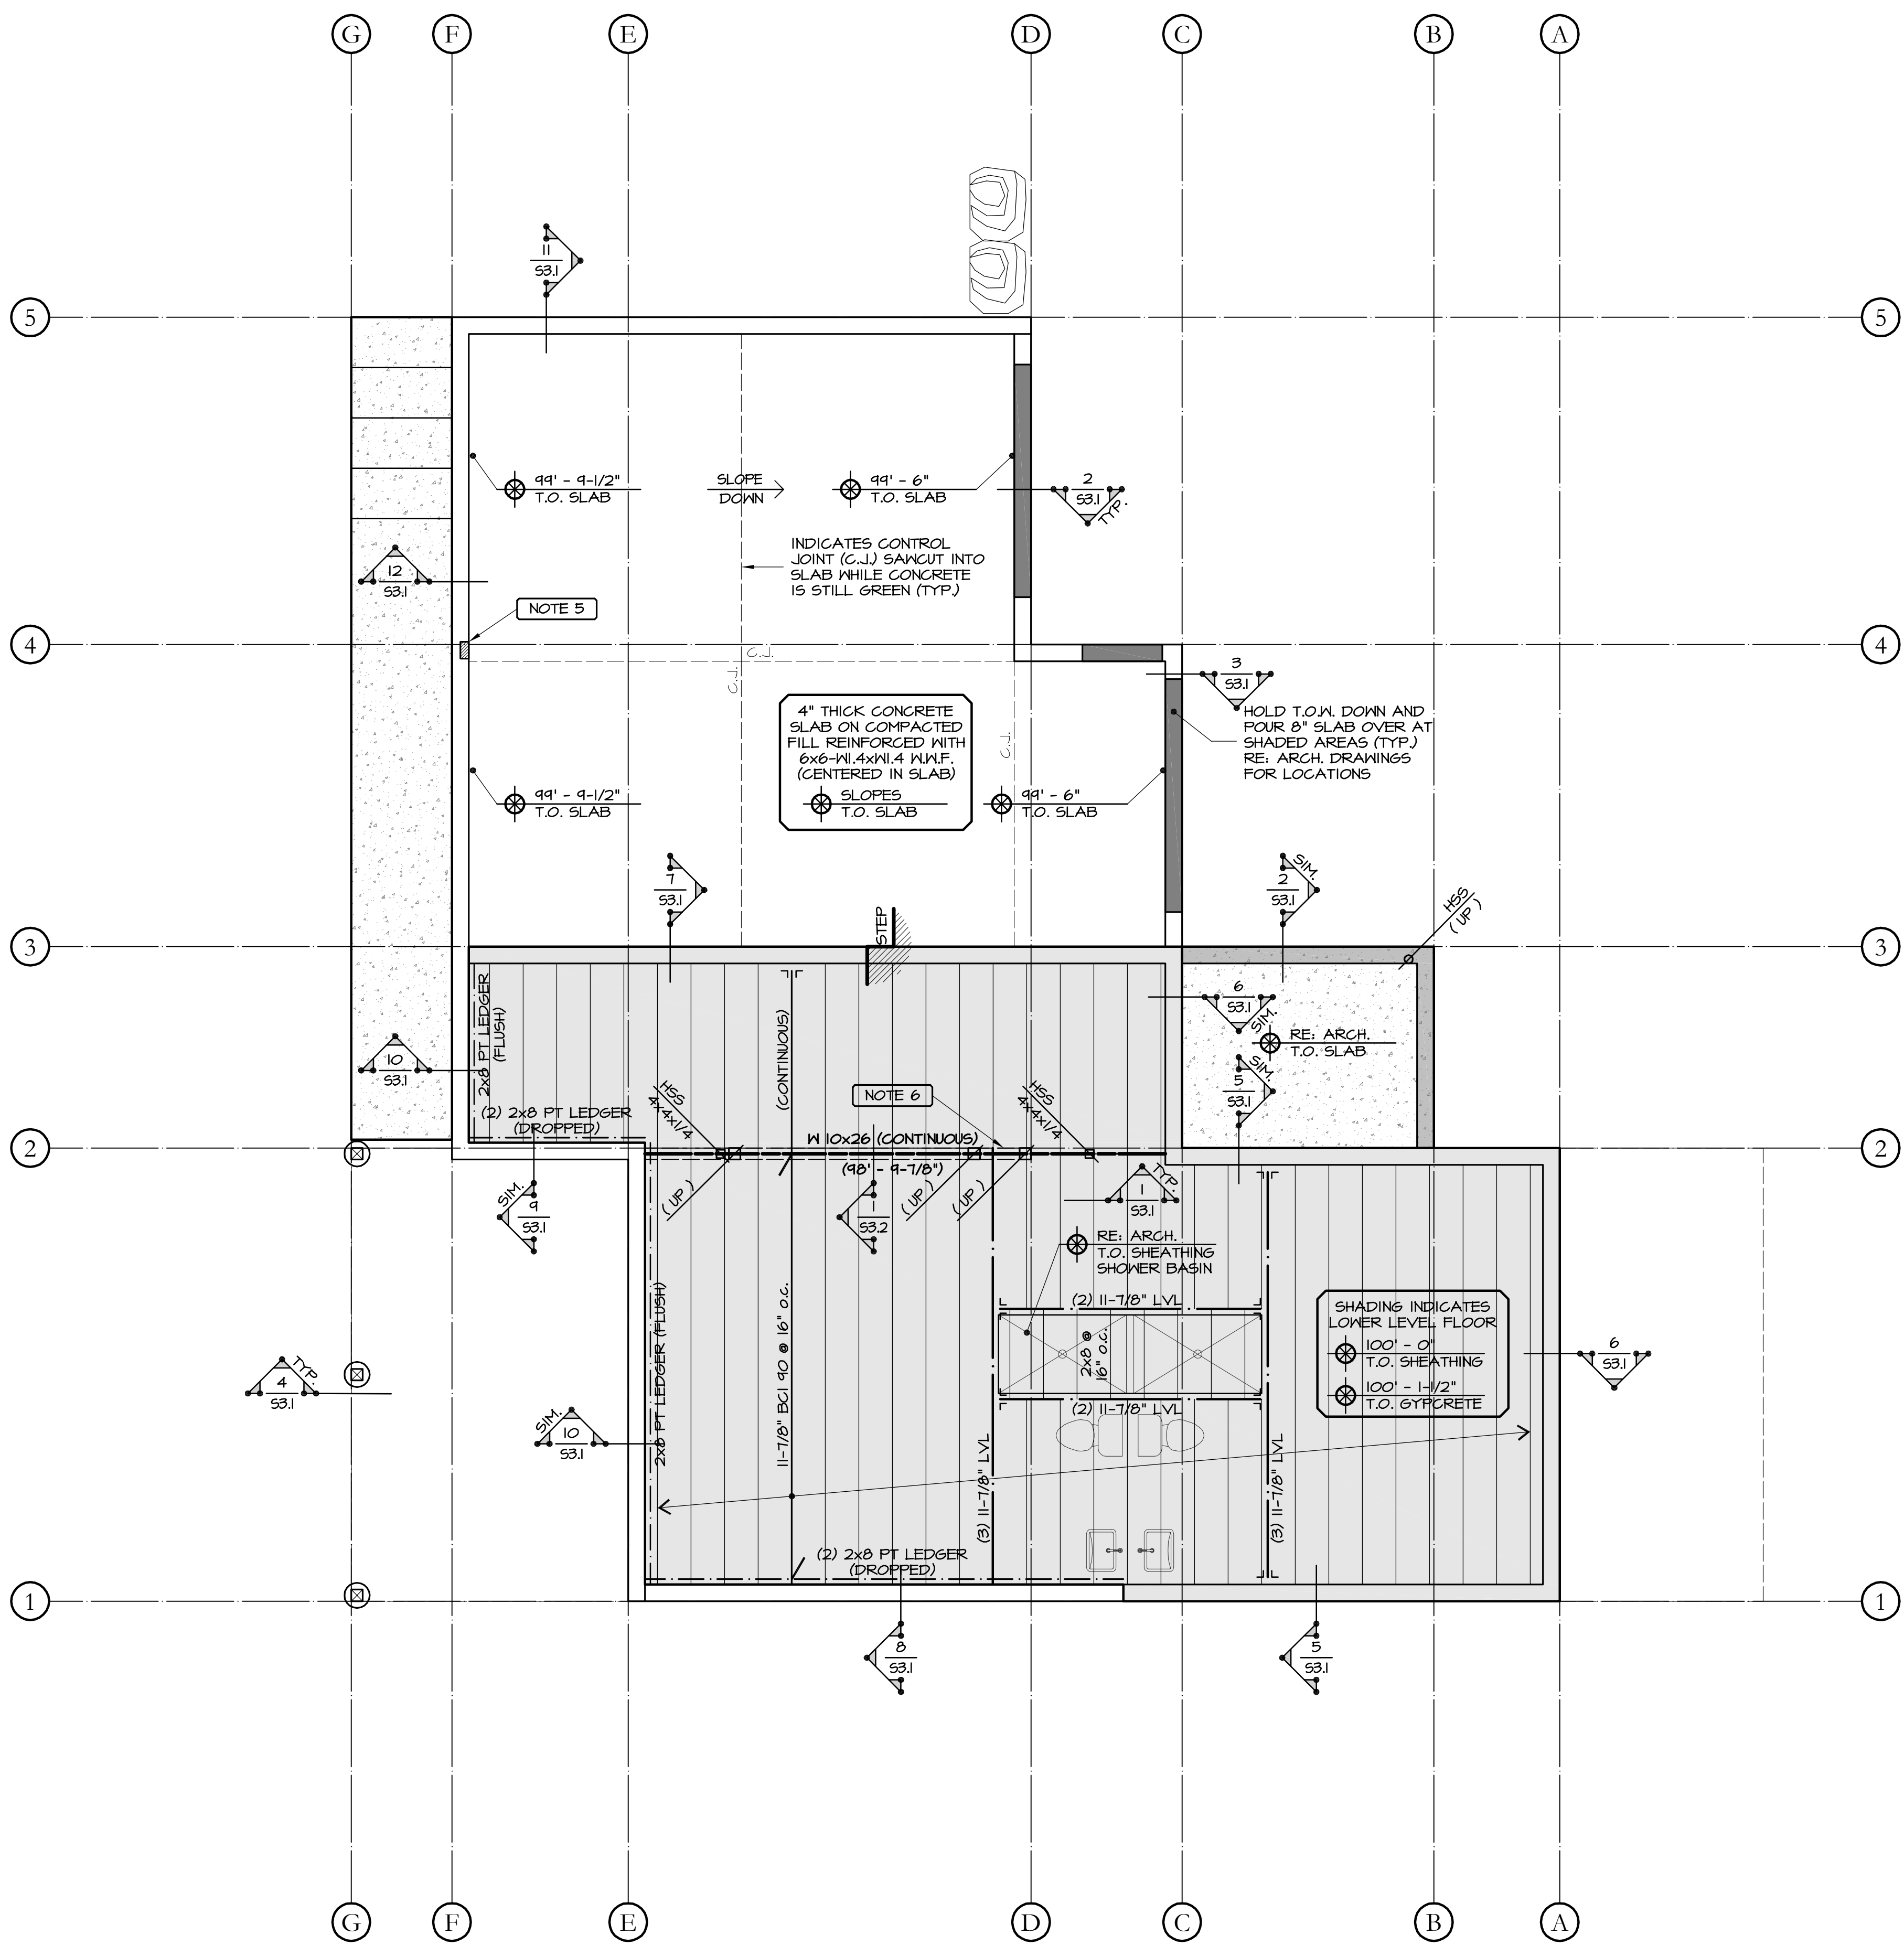 G F E D C B A
11
S3.1
5 5
99' - 9-1/2"
T.O. SLAB
SLOPE
DOWN
99' - 6"
T.O. SLAB
2
S3.1
TYP.
INDICATES CONTROL
JOINT (C.J.) SAWCUT INTO
SLAB WHILE CONCRETE
IS STILL GREEN (TYP.)
12
S3.1
NOTE 5
4 4
C.J.
C.J.
3
S3.1
4" THICK CONCRETE
SLAB ON COMPACTED
FILL REINFORCED WITH
6x6-W1.4xW1.4 W.W.F.
(CENTERED IN SLAB)
SLOPES
T.O. SLAB
C.J.
HOLD T.O.W. DOWN AND
POUR 8" SLAB OVER AT
SHADED AREAS (TYP.)
RE: ARCH. DRAWINGS
FOR LOCATIONS
99' - 9-1/2"
T.O. SLAB
99' - 6"
T.O. SLAB
7
S3.1
STEP
2
S3.1
SIM.
HSS
( UP )
3 3
2x8 PT LEDGER
(FLUSH)
(CONTINUOUS)
6
S3.1
SIM.
RE: ARCH.
T.O. SLAB
10
S3.1
5
S3.1
SIM.
NOTE 6
(2) 2x8 PT LEDGER
(DROPPED)
HSS
4x4x1/4
HSS
4x4x1/4
W 10x26 (CONTINUOUS)
(98' - 9-7/8")
2 2
( UP )
( UP )
( UP )
9
S3.1
SIM.
1
S3.2
1
S3.1
TYP.
RE: ARCH.
T.O. SHEATHING
SHOWER BASIN
2x8 PT LEDGER (FLUSH)
11-7/8" BCI 90 @ 16" o.c.
(2) 11-7/8" LVL
2x8 @
16" o.c.
(2) 11-7/8" LVL
SHADING INDICATES
LOWER LEVEL FLOOR
100' - 0"
T.O. SHEATHING
100' - 1-1/2"
T.O. GYPCRETE
6
S3.1
4
S3.1
TYP.
10
S3.1
SIM.
(3) 11-7/8" LVL
(3) 11-7/8" LVL
(2) 2x8 PT LEDGER
(DROPPED)
1 1
8
S3.1
5
S3.1
G F E D C B A